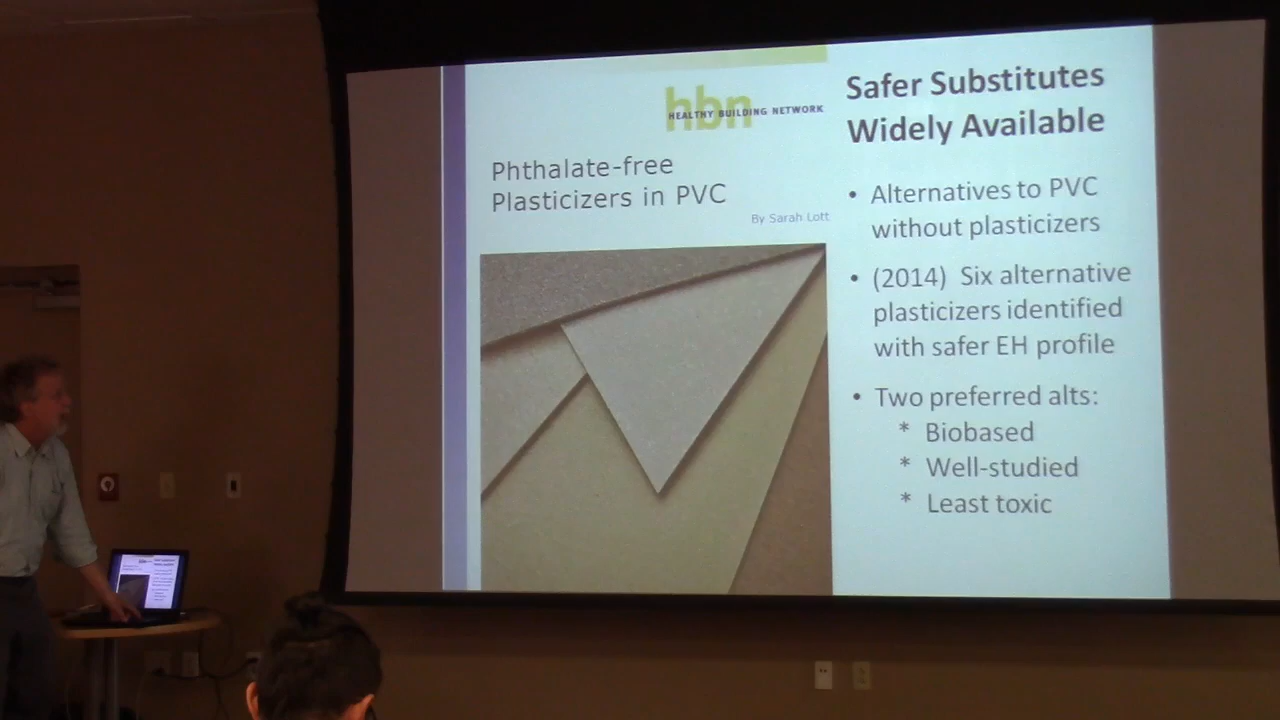 hbn
HEALTHY BUILDING NETWORK
Phthalate-free
Plasticizers in PVC
By Sarah Lott
Safer Substitutes
Widely Available
• Alternatives to PVC
without plasticizers
• (2014) Six alternative
plasticizers identified
with safer EH profile
• Two preferred alts:
* Biobased
* Well-studied
* Least toxic